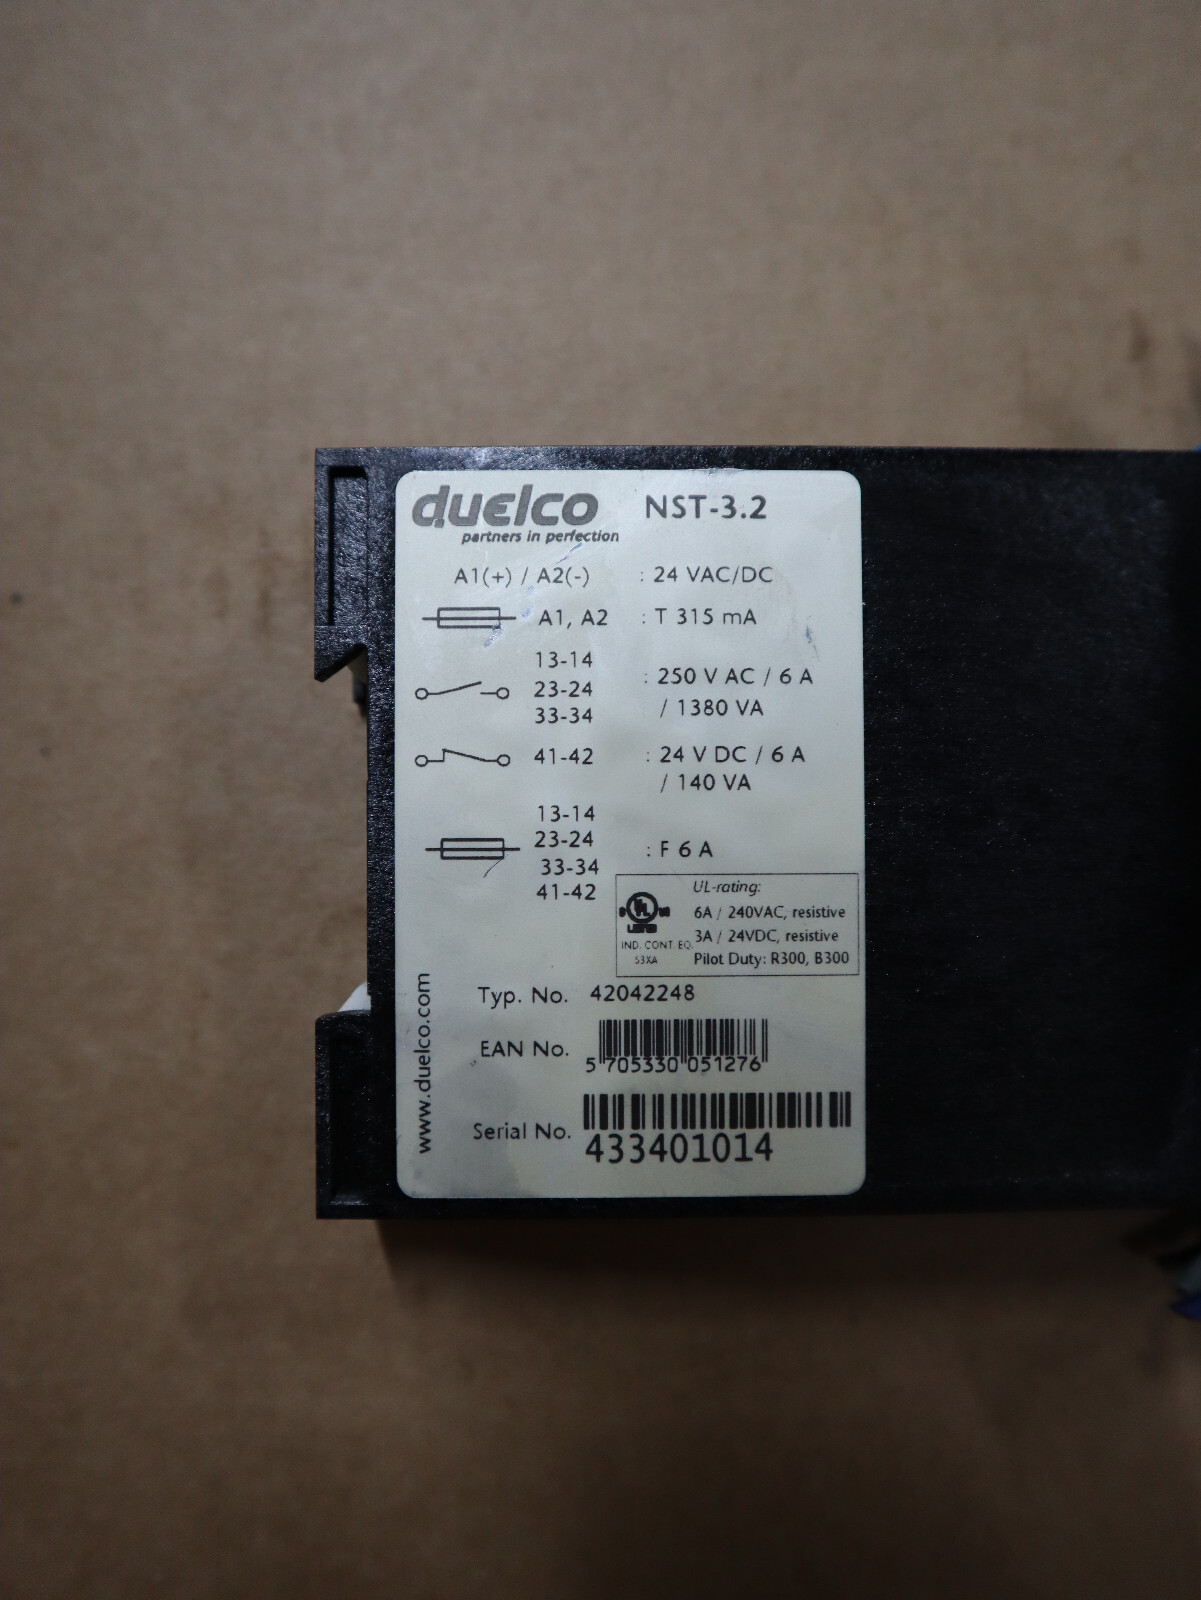 duelco NST-3.2
partners in perfection
A1(+) / A2(-) : 24 VAC/DC
A1, A2 : T 315 mA
13-14
23-24 : 250 V AC / 6 A
33-34 / 1380 VA
41-42 : 24 V DC / 6 A
/ 140 VA
13-14
23-24
33-34 : F 6 A
41-42
UL-rating:
6A / 240VAC, resistive
3A / 24VDC, resistive
Pilot Duty: R300, B300
c UL us
LISTED
IND. CONT. EQ.
53XA
Typ. No. 42042248
EAN No. 5 705330 051276
Serial No. 433401014
www.duelco.com